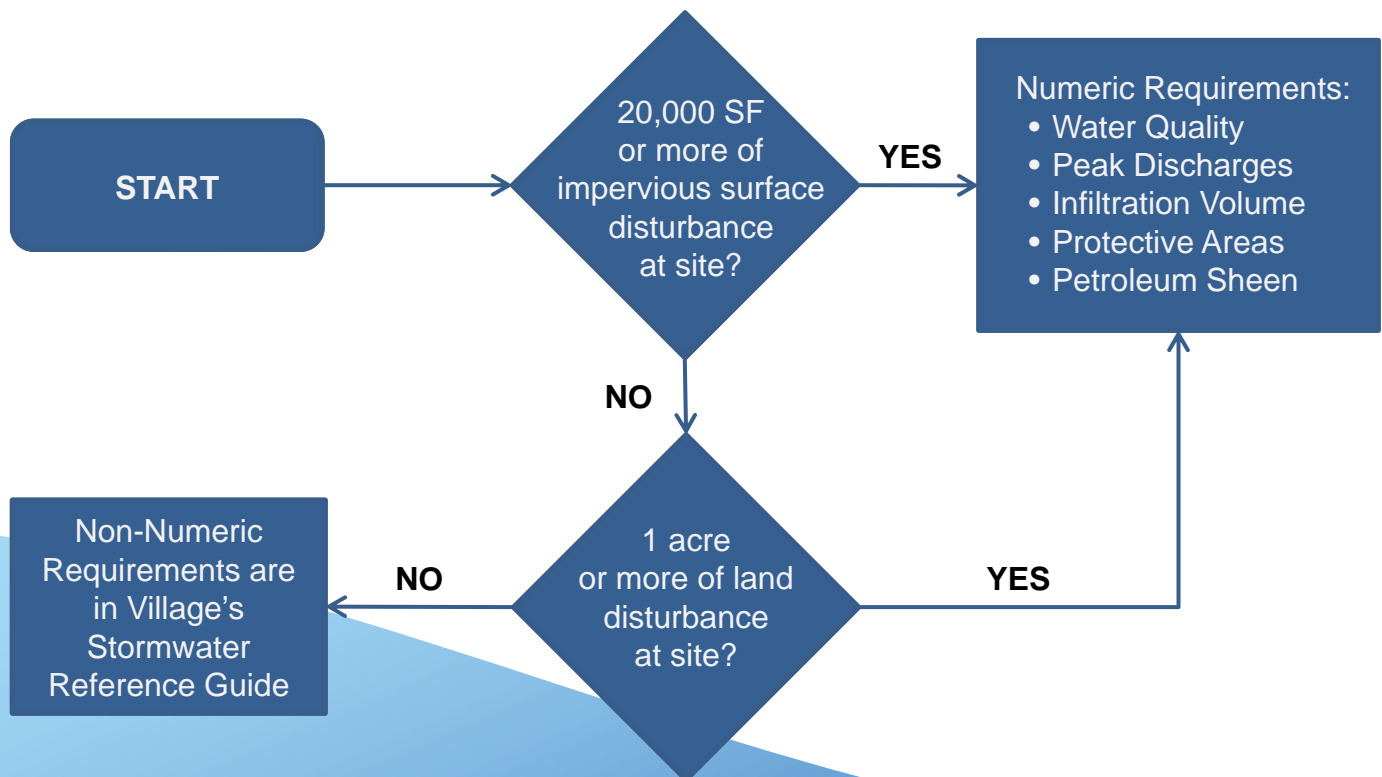 START
20,000 SF
or more of
impervious surface
disturbance
at site?
YES
Numeric Requirements:
• Water Quality
• Peak Discharges
• Infiltration Volume
• Protective Areas
• Petroleum Sheen
NO
1 acre
or more of land
disturbance
at site?
YES
NO
Non-Numeric
Requirements are
in Village’s
Stormwater
Reference Guide